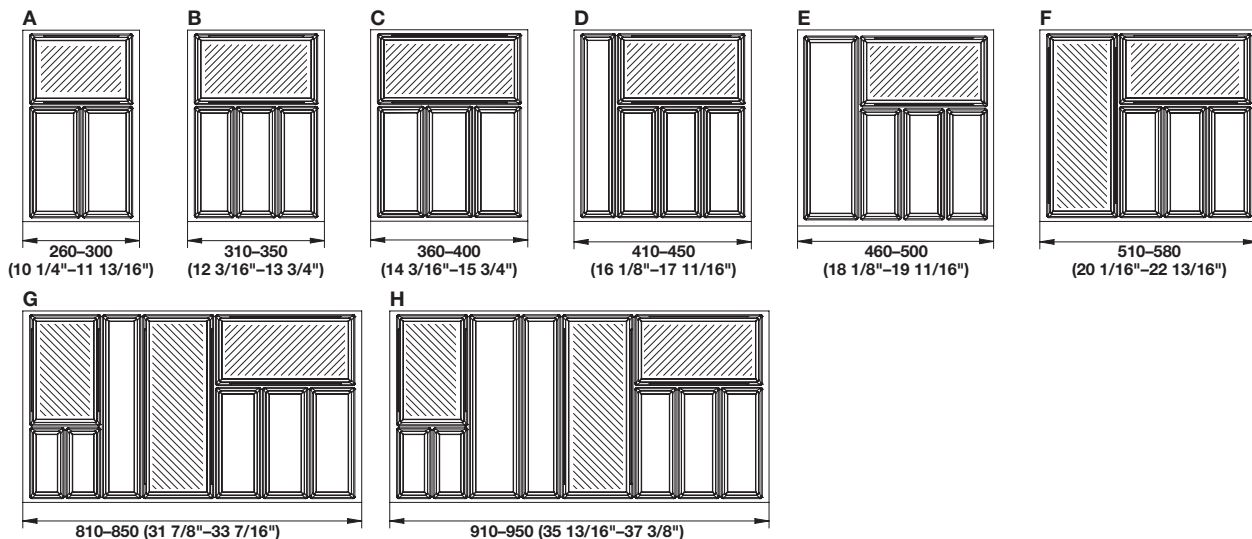 A
B
C
D
E
F
260–300
(10 1/4"–11 13/16")
310–350
(12 3/16"–13 3/4")
360–400
(14 3/16"–15 3/4")
410–450
(16 1/8"–17 11/16")
460–500
(18 1/8"–19 11/16")
510–580
(20 1/16"–22 13/16")
G
H
810–850 (31 7/8"–33 7/16")
910–950 (35 13/16"–37 3/8")